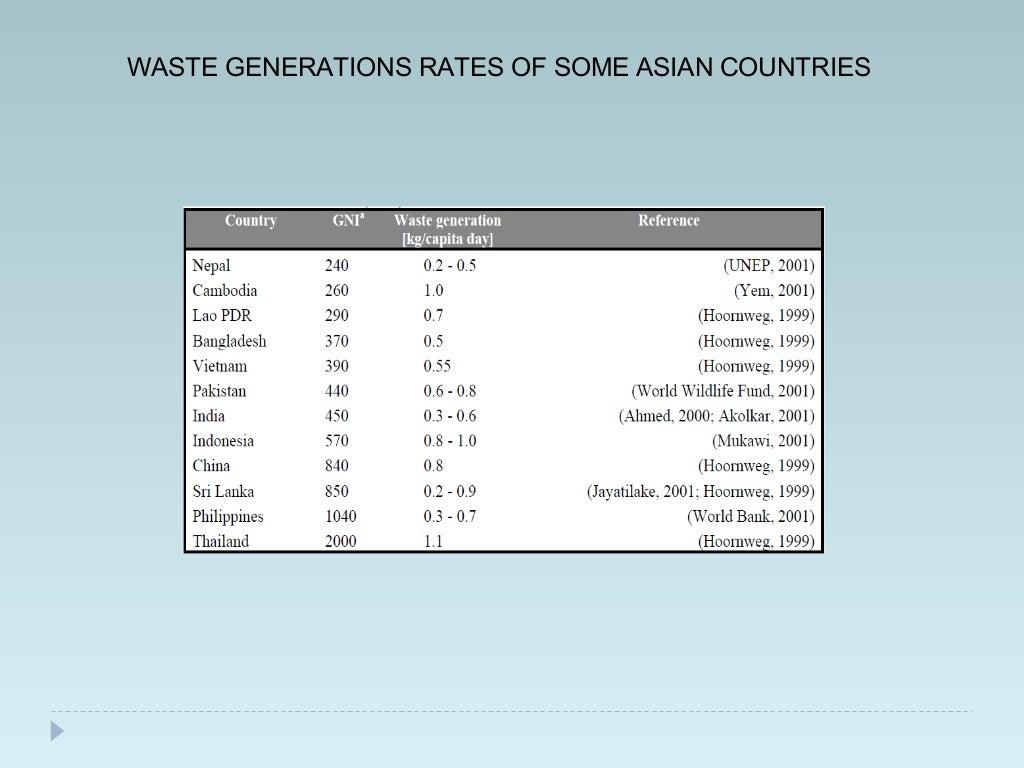 WASTE GENERATIONS RATES OF SOME ASIAN COUNTRIES
Country GNIª Waste generation Reference
[kg/capita day]
Nepal 240 0.2 - 0.5 (UNEP, 2001)
Cambodia 260 1.0 (Yem, 2001)
Lao PDR 290 0.7 (Hoornweg, 1999)
Bangladesh 370 0.5 (Hoornweg, 1999)
Vietnam 390 0.55 (Hoornweg, 1999)
Pakistan 440 0.6 - 0.8 (World Wildlife Fund, 2001)
India 450 0.3 - 0.6 (Ahmed, 2000; Akolkar, 2001)
Indonesia 570 0.8 - 1.0 (Mukawi, 2001)
China 840 0.8 (Hoornweg, 1999)
Sri Lanka 850 0.2 - 0.9 (Jayatilake, 2001; Hoornweg, 1999)
Philippines 1040 0.3 - 0.7 (World Bank, 2001)
Thailand 2000 1.1 (Hoornweg, 1999)